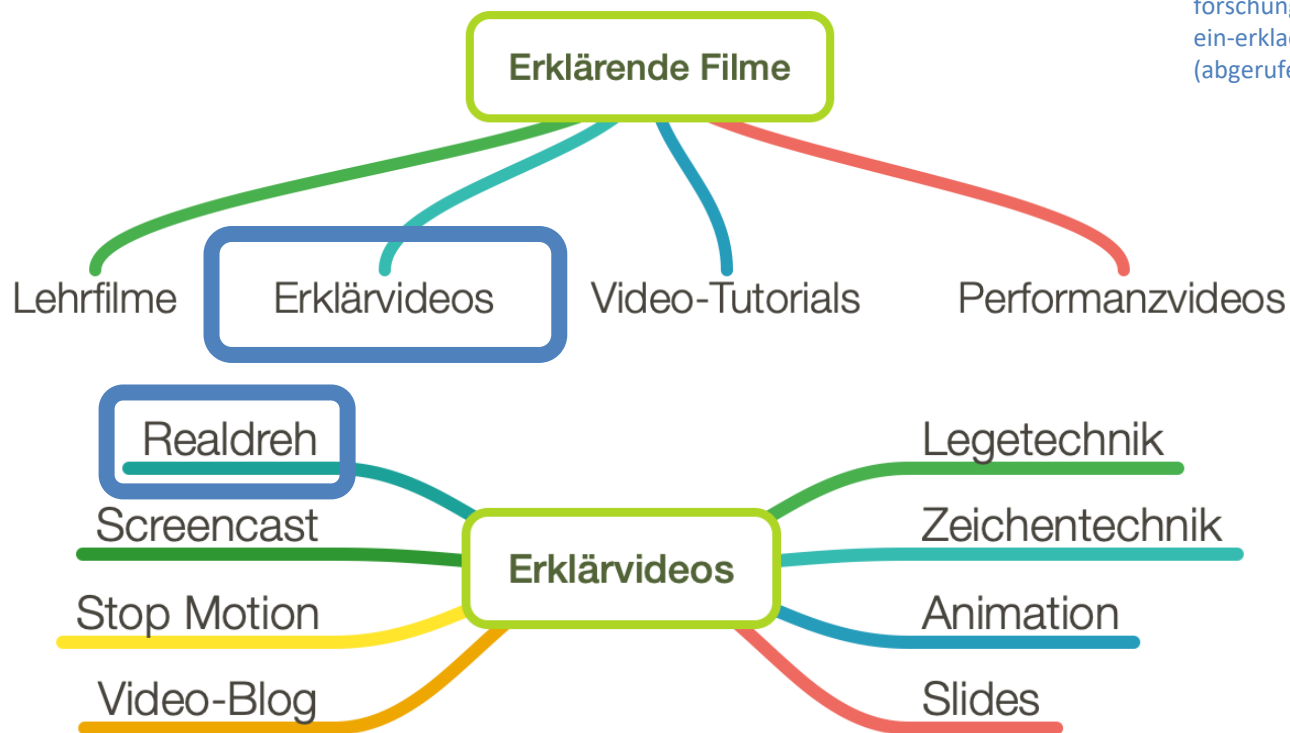 Erklärende Filme
Lehrfilme
Erklärvideos
Video-Tutorials
Performanzvideos
Realdreh
Screencast
Stop Motion
Video-Blog
Erklärvideos
Legetechnik
Zeichentechnik
Animation
Slides